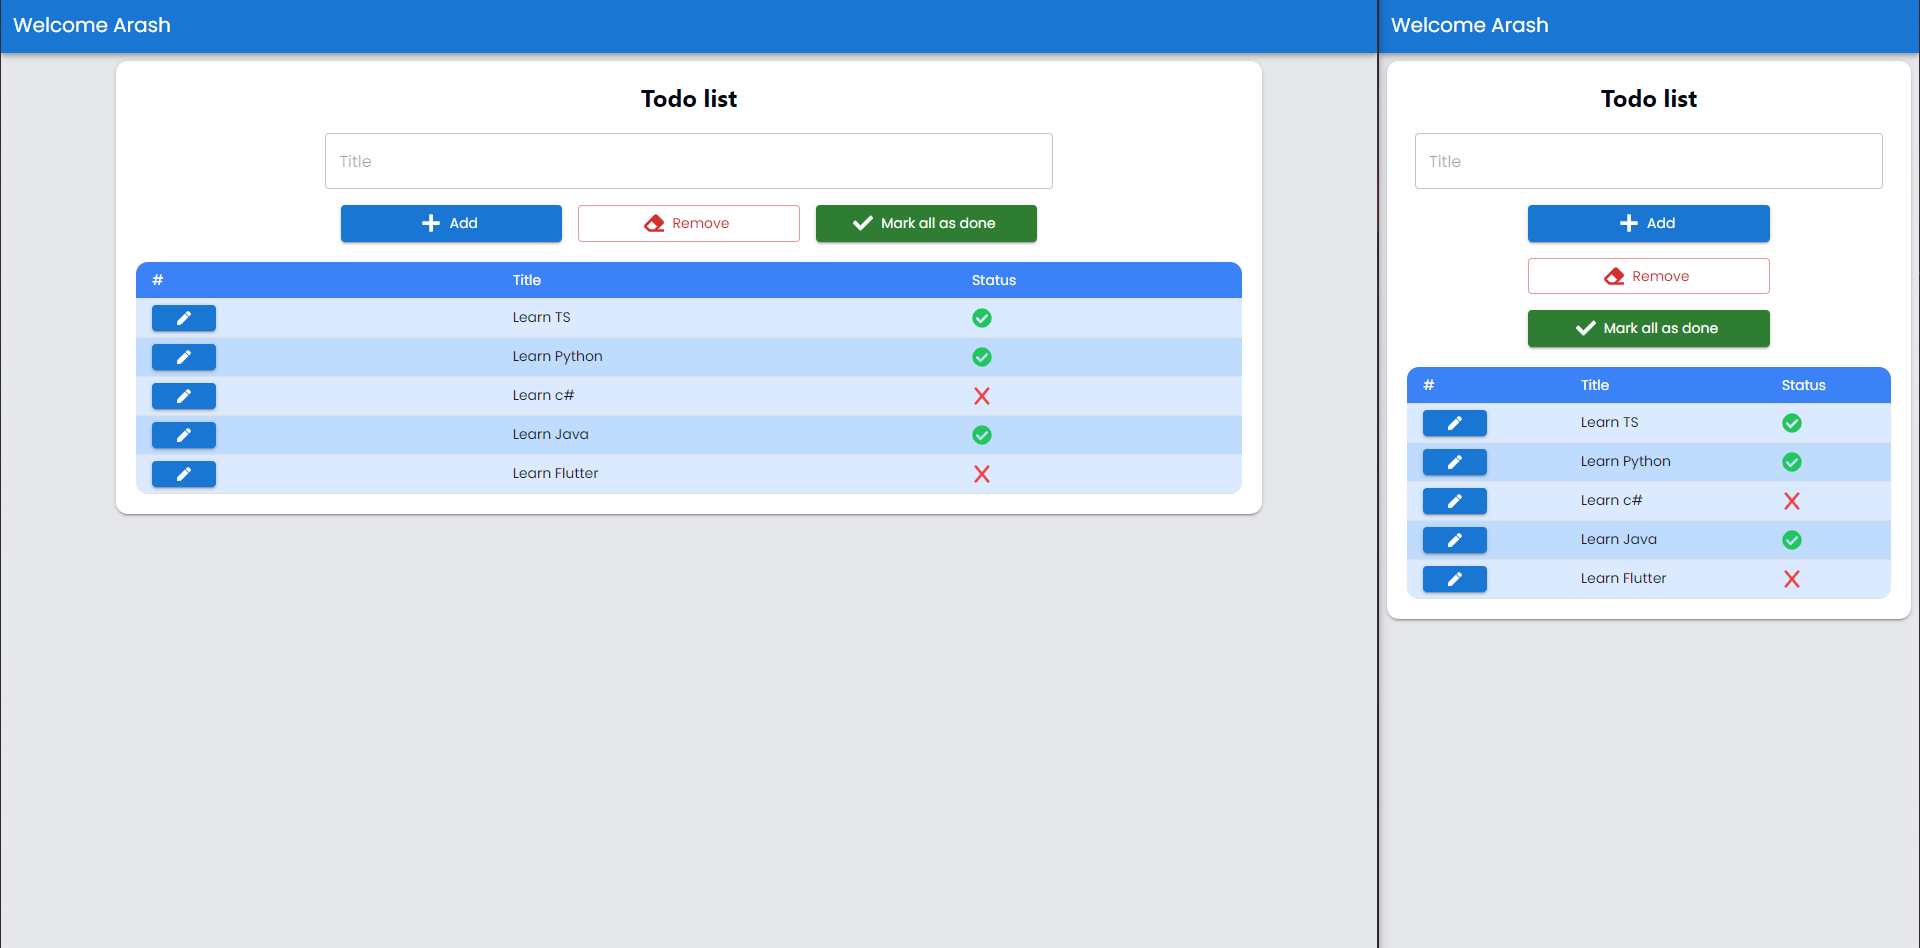 Welcome Arash
Todo list
Title
Add Remove Mark all as done
# Title Status
Learn TS
Learn Python
Learn c#
Learn Java
Learn Flutter
Welcome Arash
Todo list
Title
Add
Remove
Mark all as done
# Title Status
Learn TS
Learn Python
Learn c#
Learn Java
Learn Flutter